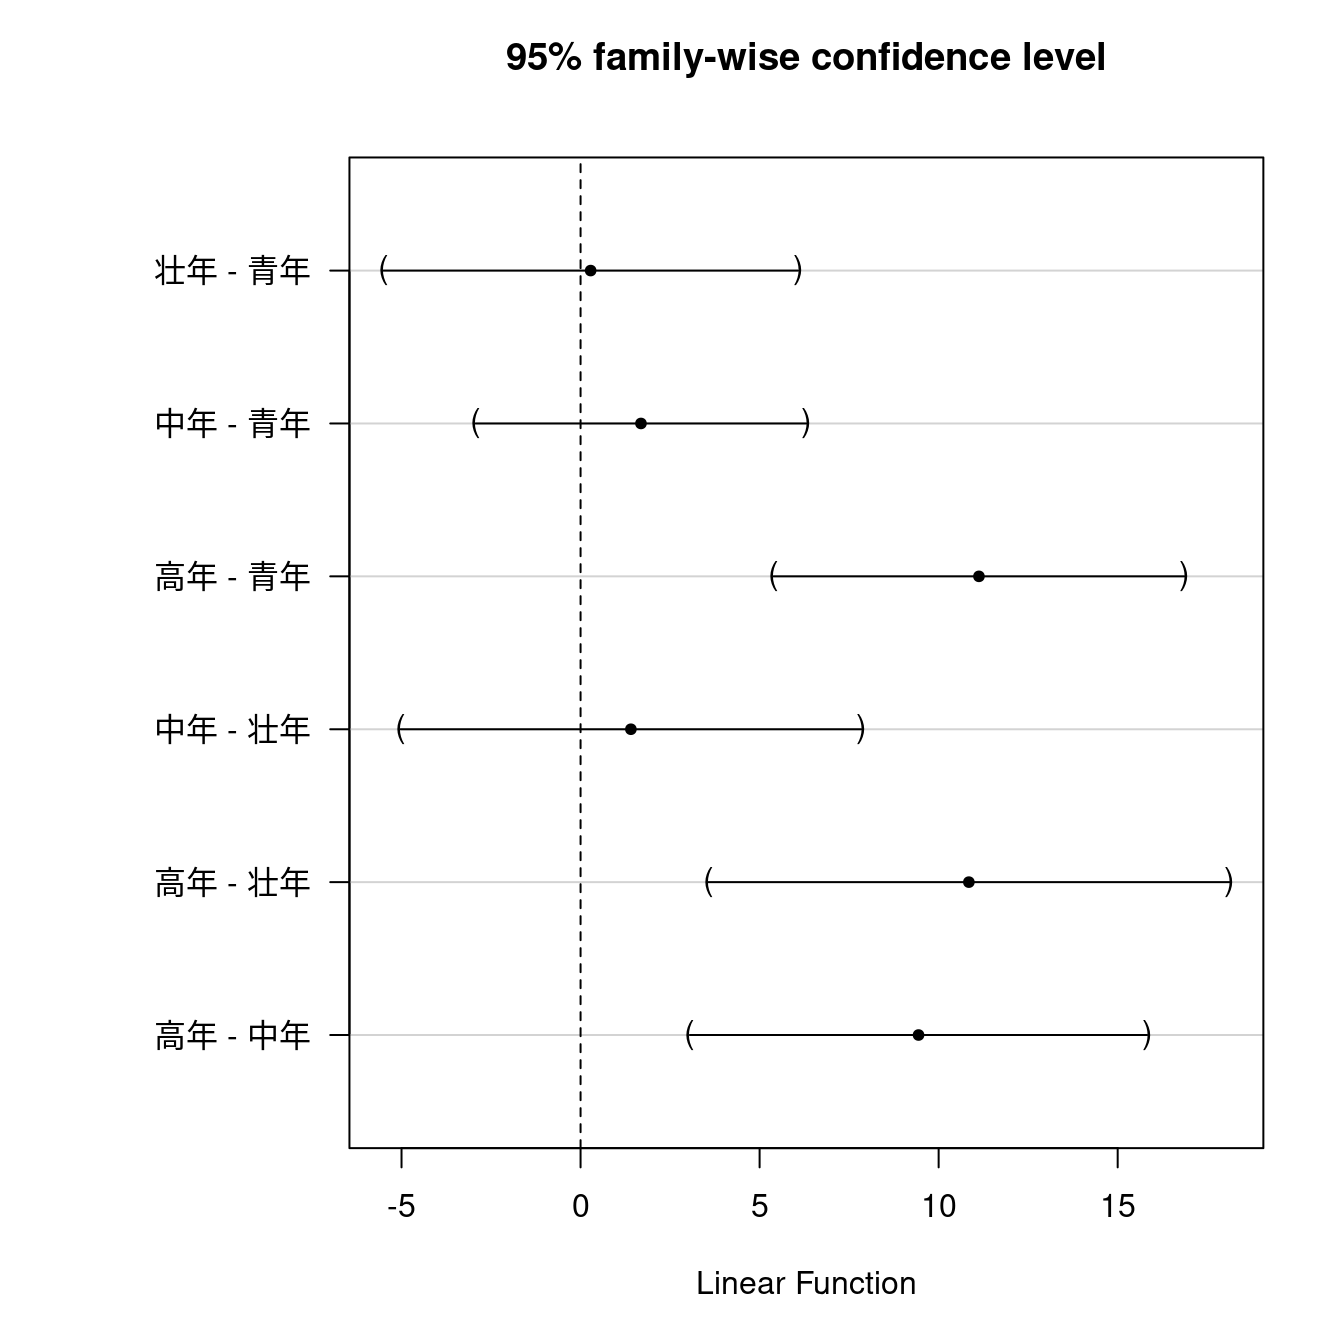 95% family-wise confidence level
壮年 - 青年
中年 - 青年
高年 - 青年
中年 - 壮年
高年 - 壮年
高年 - 中年
-5 0 5 10 15
Linear Function